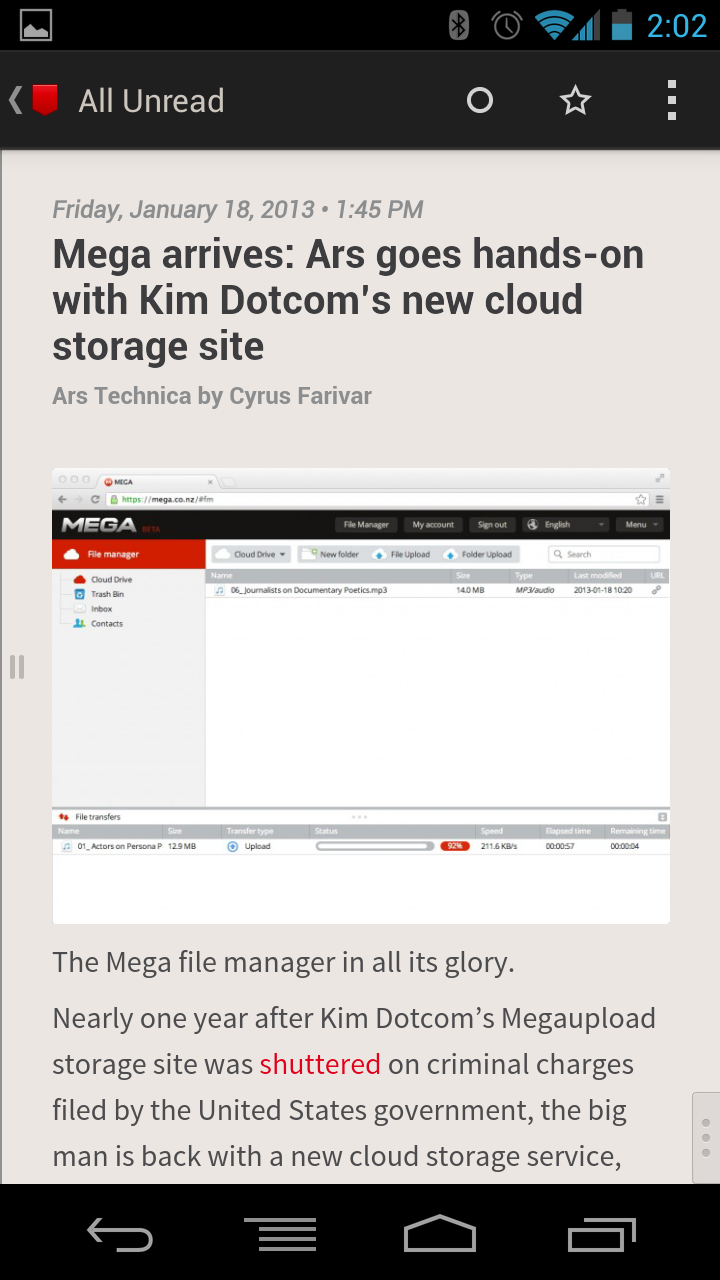 2:02
All Unread
Friday, January 18, 2013 • 1:45 PM
Mega arrives: Ars goes hands-on
with Kim Dotcom's new cloud
storage site
Ars Technica by Cyrus Farivar
MEGA
https://mega.co.nz/#fm
MEGA BETA
File Manager My account Sign out English Menu
File manager
Cloud Drive New folder File Upload Folder Upload Search
Name Size Type Last modified URL
Cloud Drive
06_Journalists on Documentary Poetics.mp3 14.0 MB MP3/audio 2013-01-18 10:20
Trash Bin
Inbox
Contacts
File transfers
Name Size Transfer type Status Speed Elapsed time Remaining time
01_ Actors on Persona P 12.9 MB Upload 92% 211.6 KB/s 00:00:57 00:00:04
The Mega file manager in all its glory.
Nearly one year after Kim Dotcom’s Megaupload
storage site was shuttered on criminal charges
filed by the United States government, the big
man is back with a new cloud storage service,